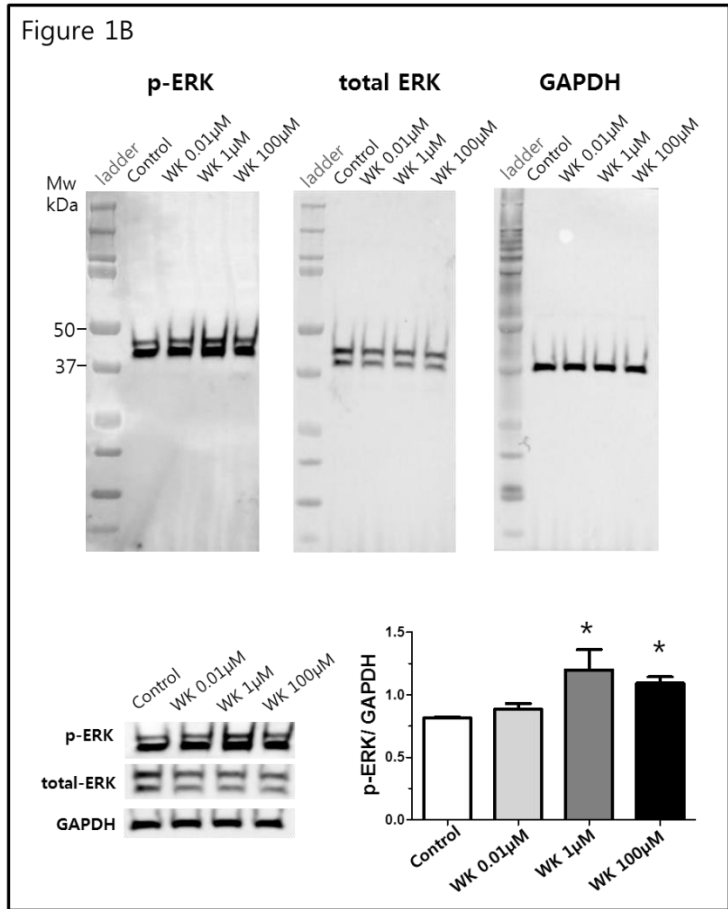 Figure 1B
p-ERK
total ERK
GAPDH
ladder
Control
WK 0.01μM
WK 1μM
WK 100μM
ladder
Control
WK 0.01μM
WK 1μM
WK 100μM
ladder
Control
WK 0.01μM
WK 1μM
WK 100μM
Mw
kDa
50
37
Control
WK 0.01μM
WK 1μM
WK 100μM
p-ERK
total-ERK
GAPDH
p-ERK/ GAPDH
1.5
1.0
0.5
0.0
*
*
Control
WK 0.01μM
WK 1μM
WK 100μM